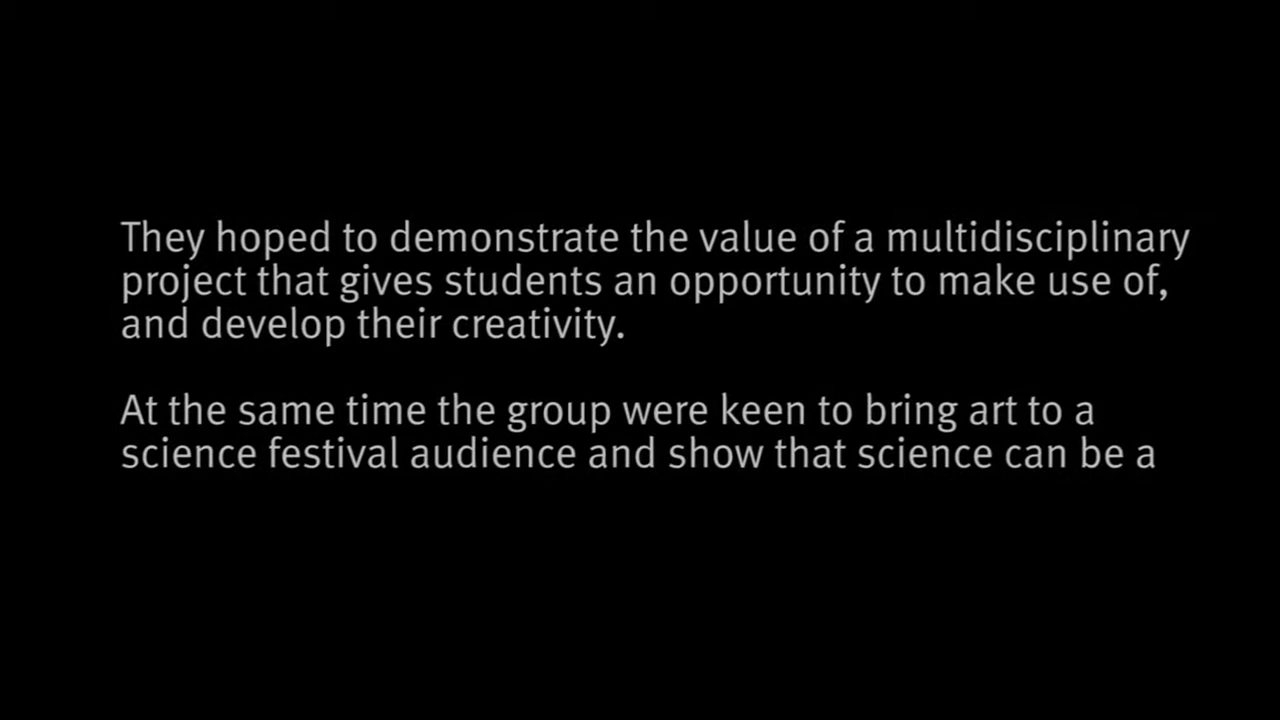 They hoped to demonstrate the value of a multidisciplinary
project that gives students an opportunity to make use of,
and develop their creativity.
At the same time the group were keen to bring art to a
science festival audience and show that science can be a